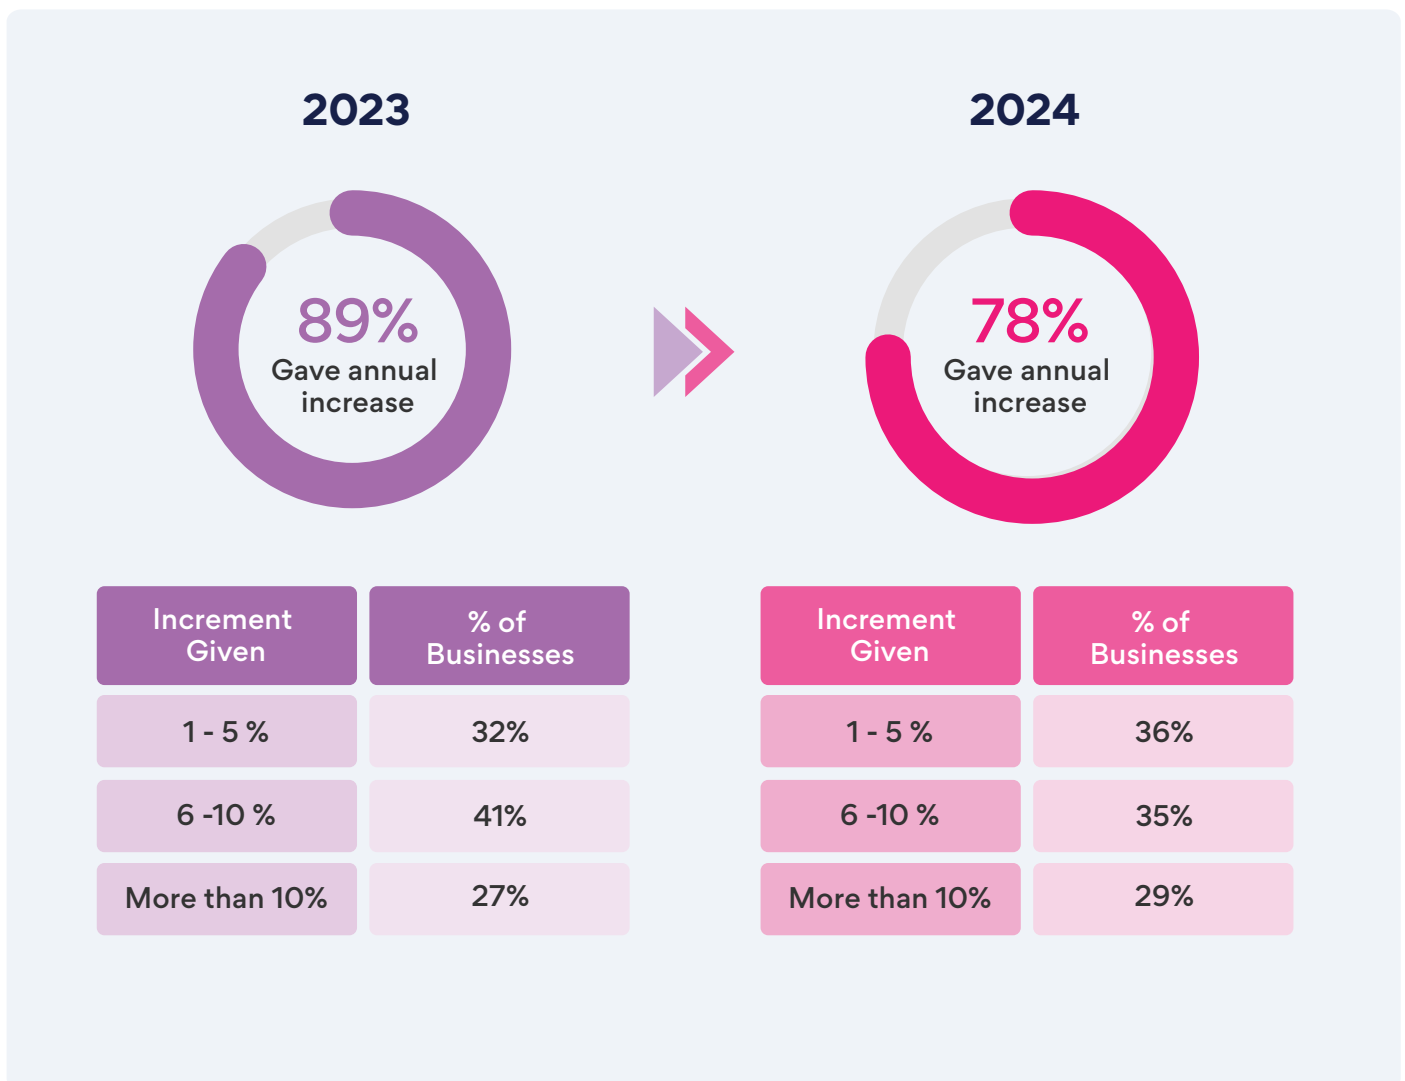 2023
89%
Gave annual
increase
Increment
Given
% of
Businesses
1 - 5 %
32%
6 -10 %
41%
More than 10%
27%
2024
78%
Gave annual
increase
Increment
Given
% of
Businesses
1 - 5 %
36%
6 -10 %
35%
More than 10%
29%